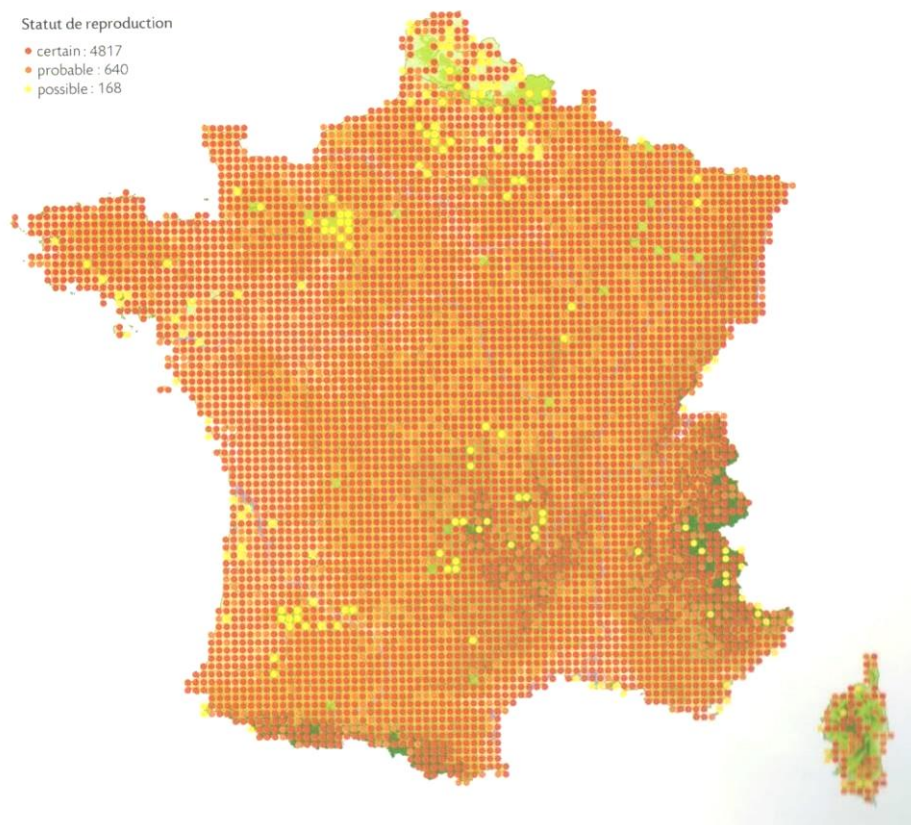 Statut de reproduction
certain : 4817
probable : 640
possible : 168